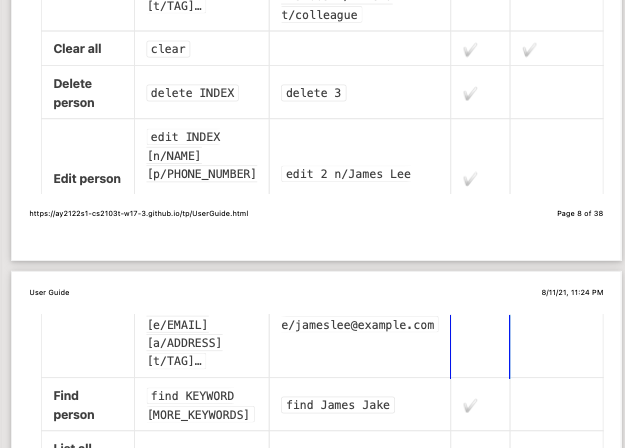 [t/TAG]…
t/colleague
Clear all
clear
Delete
person
delete INDEX
delete 3
Edit person
edit INDEX
[n/NAME]
[p/PHONE_NUMBER]
edit 2 n/James Lee
https://ay2122s1-cs2103t-w17-3.github.io/tp/UserGuide.html
Page 8 of 38
User Guide
8/11/21, 11:24 PM
[e/EMAIL]
[a/ADDRESS]
[t/TAG]…
e/jameslee@example.com
Find
person
find KEYWORD
[MORE_KEYWORDS]
find James Jake
List all